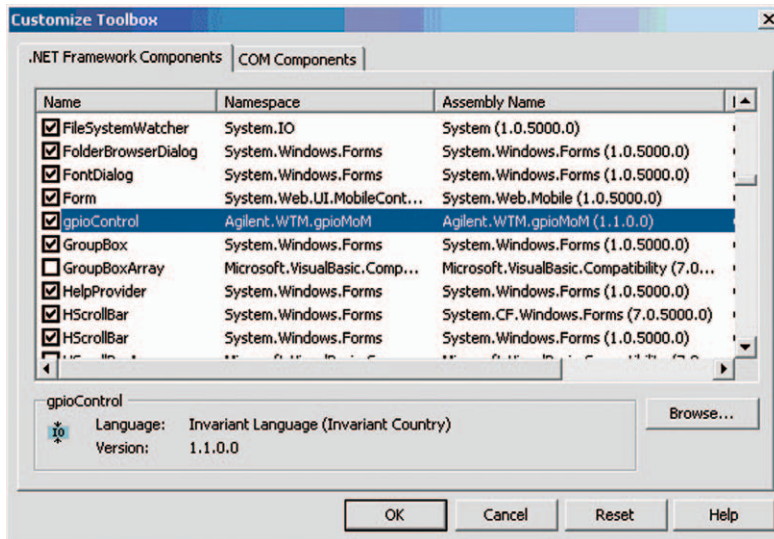 Customize Toolbox
.NET Framework Components COM Components
Name Namespace Assembly Name
FileSystemWatcher System.IO System (1.0.5000.0)
FolderBrowserDialog System.Windows.Forms System.Windows.Forms (1.0.5000.0)
FontDialog System.Windows.Forms System.Windows.Forms (1.0.5000.0)
Form System.Web.UI.MobileCont... System.Web.Mobile (1.0.5000.0)
gpioControl Agilent.WTM.gpioMoM Agilent.WTM.gpioMoM (1.1.0.0)
GroupBox System.Windows.Forms System.Windows.Forms (1.0.5000.0)
GroupBoxArray Microsoft.VisualBasic.Comp... Microsoft.VisualBasic.Compatibility (7.0...
HelpProvider System.Windows.Forms System.Windows.Forms (1.0.5000.0)
HScrollBar System.Windows.Forms System.CF.Windows.Forms (7.0.5000.0)
HScrollBar System.Windows.Forms System.Windows.Forms (1.0.5000.0)
gpioControl
IO Language: Invariant Language (Invariant Country)
Version: 1.1.0.0
Browse...
OK Cancel Reset Help